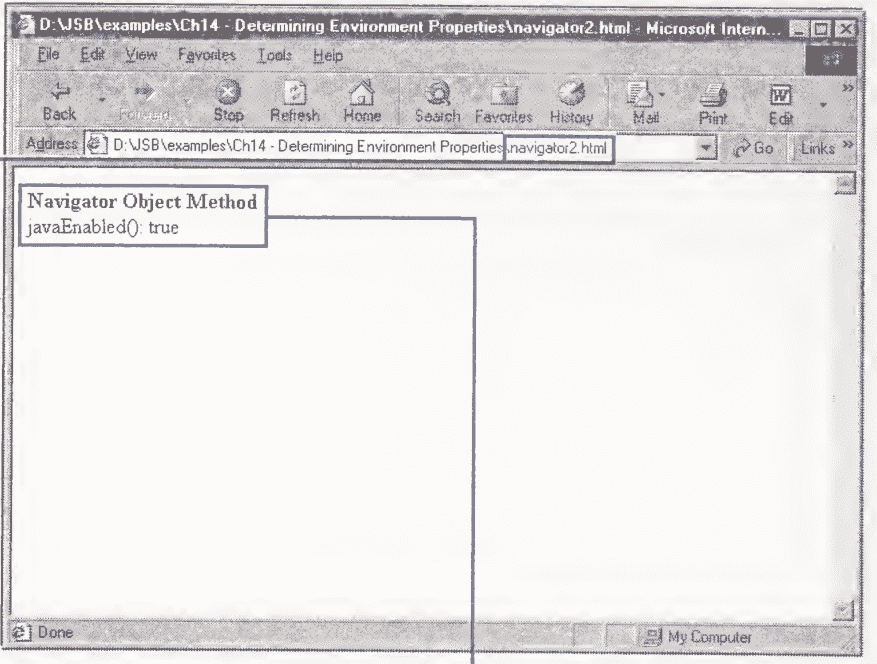 D:\JSB\examples\Ch14 - Determining Environment Properties\navigator2.html - Microsoft Intern...
File Edit View Favorites Tools Help
Back Forward Stop Refresh Home Search Favorites History Mail Print Edit
Address D:\JSB\examples\Ch14 - Determining Environment Properties\navigator2.html Go Links »
Navigator Object Method
javaEnabled(): true
Done My Computer